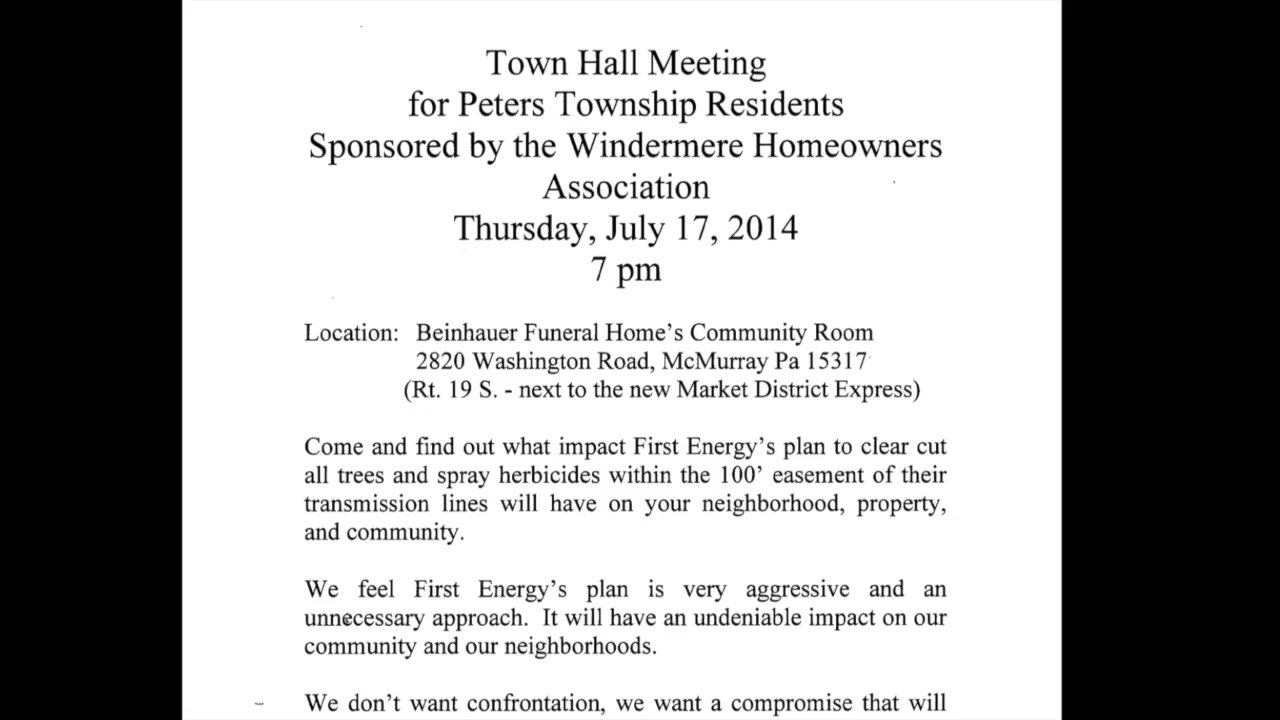 Town Hall Meeting
for Peters Township Residents
Sponsored by the Windermere Homeowners
Association
Thursday, July 17, 2014
7 pm
Location: Beinhauer Funeral Home's Community Room
2820 Washington Road, McMurray Pa 15317
(Rt. 19 S. - next to the new Market District Express)
Come and find out what impact First Energy's plan to clear cut
all trees and spray herbicides within the 100' easement of their
transmission lines will have on your neighborhood, property,
and community.
We feel First Energy's plan is very aggressive and an
unnecessary approach. It will have an undeniable impact on our
community and our neighborhoods.
We don't want confrontation, we want a compromise that will